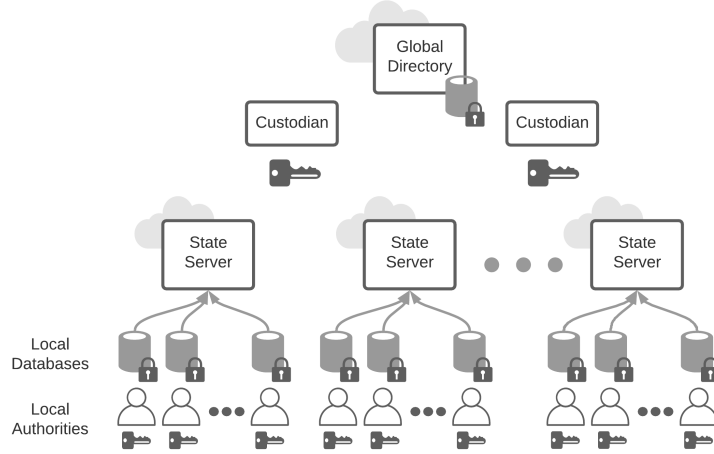 Global
Directory
Custodian
Custodian
State
Server
State
Server
State
Server
Local
Databases
Local
Authorities